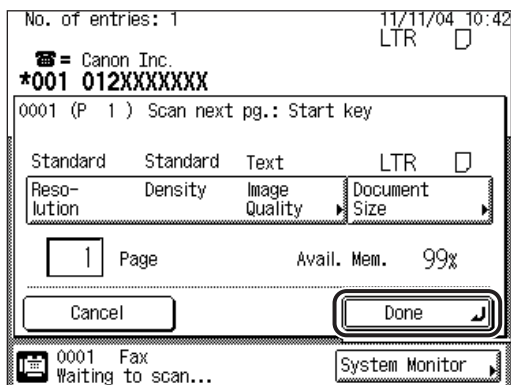 No. of entries: 1 11/11/04 10:42
LTR
☎= Canon Inc.
*001 012XXXXXXX
0001 (P 1 ) Scan next pg.: Start key
Standard Standard Text LTR
Reso- Density Image Document
lution Quality Size
1 Page Avail. Mem. 99%
Cancel Done
0001 Fax
Waiting to scan... System Monitor